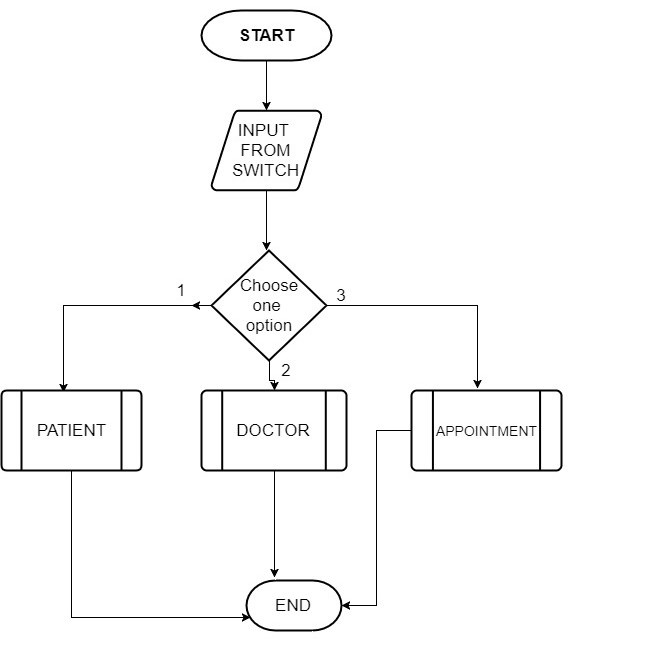 START
INPUT
FROM
SWITCH
Choose
one
option
1
3
2
PATIENT
DOCTOR
APPOINTMENT
END